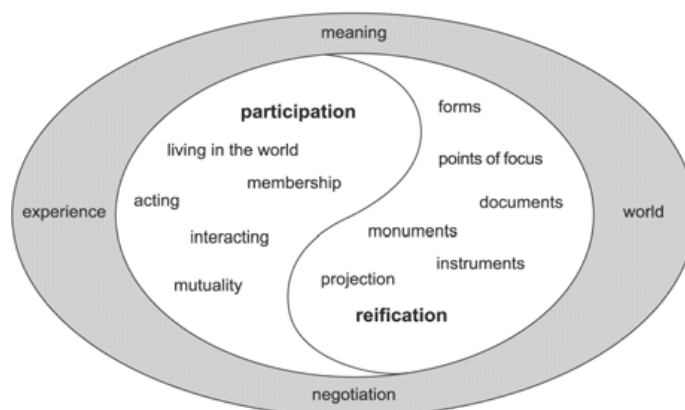 meaning
participation
forms
living in the world
points of focus
membership
acting
documents
experience
world
interacting
monuments
instruments
mutuality
projection
reification
negotiation